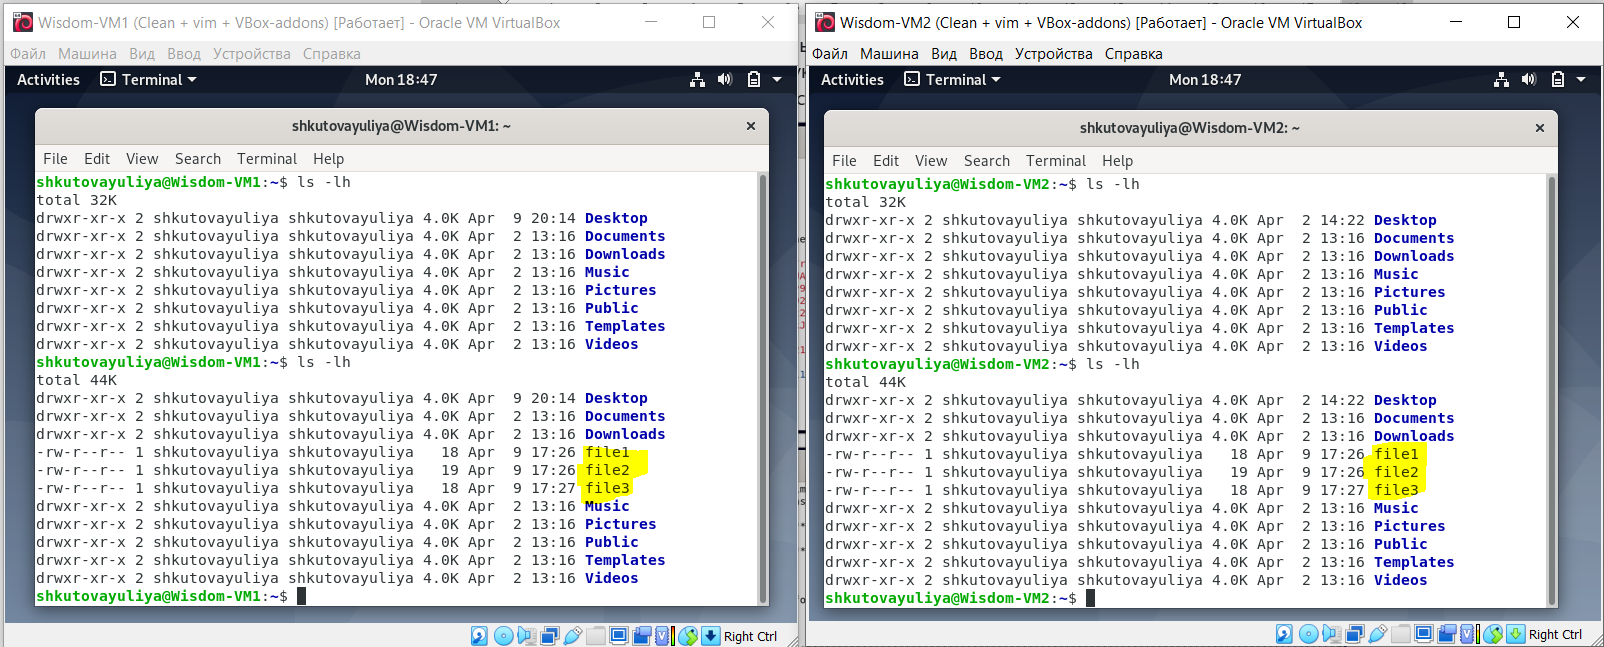 Wisdom-VM1 (Clean + vim + VBox-addons) [Работает] - Oracle VM VirtualBox
Файл Машина Вид Ввод Устройства Справка
Activities Terminal Mon 18:47
shkutovayuliya@Wisdom-VM1: ~
File Edit View Search Terminal Help
shkutovayuliya@Wisdom-VM1:~$ ls -lh
total 32K
drwxr-xr-x 2 shkutovayuliya shkutovayuliya 4.0K Apr  9 20:14 Desktop
drwxr-xr-x 2 shkutovayuliya shkutovayuliya 4.0K Apr  2 13:16 Documents
drwxr-xr-x 2 shkutovayuliya shkutovayuliya 4.0K Apr  2 13:16 Downloads
drwxr-xr-x 2 shkutovayuliya shkutovayuliya 4.0K Apr  2 13:16 Music
drwxr-xr-x 2 shkutovayuliya shkutovayuliya 4.0K Apr  2 13:16 Pictures
drwxr-xr-x 2 shkutovayuliya shkutovayuliya 4.0K Apr  2 13:16 Public
drwxr-xr-x 2 shkutovayuliya shkutovayuliya 4.0K Apr  2 13:16 Templates
drwxr-xr-x 2 shkutovayuliya shkutovayuliya 4.0K Apr  2 13:16 Videos
shkutovayuliya@Wisdom-VM1:~$ ls -lh
total 44K
drwxr-xr-x 2 shkutovayuliya shkutovayuliya 4.0K Apr  9 20:14 Desktop
drwxr-xr-x 2 shkutovayuliya shkutovayuliya 4.0K Apr  2 13:16 Documents
drwxr-xr-x 2 shkutovayuliya shkutovayuliya 4.0K Apr  2 13:16 Downloads
-rw-r--r-- 1 shkutovayuliya shkutovayuliya   18 Apr  9 17:26 file1
-rw-r--r-- 1 shkutovayuliya shkutovayuliya   19 Apr  9 17:26 file2
-rw-r--r-- 1 shkutovayuliya shkutovayuliya   18 Apr  9 17:27 file3
drwxr-xr-x 2 shkutovayuliya shkutovayuliya 4.0K Apr  2 13:16 Music
drwxr-xr-x 2 shkutovayuliya shkutovayuliya 4.0K Apr  2 13:16 Pictures
drwxr-xr-x 2 shkutovayuliya shkutovayuliya 4.0K Apr  2 13:16 Public
drwxr-xr-x 2 shkutovayuliya shkutovayuliya 4.0K Apr  2 13:16 Templates
drwxr-xr-x 2 shkutovayuliya shkutovayuliya 4.0K Apr  2 13:16 Videos
shkutovayuliya@Wisdom-VM1:~$
Right Ctrl
Wisdom-VM2 (Clean + vim + VBox-addons) [Работает] - Oracle VM VirtualBox
Файл Машина Вид Ввод Устройства Справка
Activities Terminal Mon 18:47
shkutovayuliya@Wisdom-VM2: ~
File Edit View Search Terminal Help
shkutovayuliya@Wisdom-VM2:~$ ls -lh
total 32K
drwxr-xr-x 2 shkutovayuliya shkutovayuliya 4.0K Apr  2 14:22 Desktop
drwxr-xr-x 2 shkutovayuliya shkutovayuliya 4.0K Apr  2 13:16 Documents
drwxr-xr-x 2 shkutovayuliya shkutovayuliya 4.0K Apr  2 13:16 Downloads
drwxr-xr-x 2 shkutovayuliya shkutovayuliya 4.0K Apr  2 13:16 Music
drwxr-xr-x 2 shkutovayuliya shkutovayuliya 4.0K Apr  2 13:16 Pictures
drwxr-xr-x 2 shkutovayuliya shkutovayuliya 4.0K Apr  2 13:16 Public
drwxr-xr-x 2 shkutovayuliya shkutovayuliya 4.0K Apr  2 13:16 Templates
drwxr-xr-x 2 shkutovayuliya shkutovayuliya 4.0K Apr  2 13:16 Videos
shkutovayuliya@Wisdom-VM2:~$ ls -lh
total 44K
drwxr-xr-x 2 shkutovayuliya shkutovayuliya 4.0K Apr  2 14:22 Desktop
drwxr-xr-x 2 shkutovayuliya shkutovayuliya 4.0K Apr  2 13:16 Documents
drwxr-xr-x 2 shkutovayuliya shkutovayuliya 4.0K Apr  2 13:16 Downloads
-rw-r--r-- 1 shkutovayuliya shkutovayuliya   18 Apr  9 17:26 file1
-rw-r--r-- 1 shkutovayuliya shkutovayuliya   19 Apr  9 17:26 file2
-rw-r--r-- 1 shkutovayuliya shkutovayuliya   18 Apr  9 17:27 file3
drwxr-xr-x 2 shkutovayuliya shkutovayuliya 4.0K Apr  2 13:16 Music
drwxr-xr-x 2 shkutovayuliya shkutovayuliya 4.0K Apr  2 13:16 Pictures
drwxr-xr-x 2 shkutovayuliya shkutovayuliya 4.0K Apr  2 13:16 Public
drwxr-xr-x 2 shkutovayuliya shkutovayuliya 4.0K Apr  2 13:16 Templates
drwxr-xr-x 2 shkutovayuliya shkutovayuliya 4.0K Apr  2 13:16 Videos
shkutovayuliya@Wisdom-VM2:~$
Right Ctrl